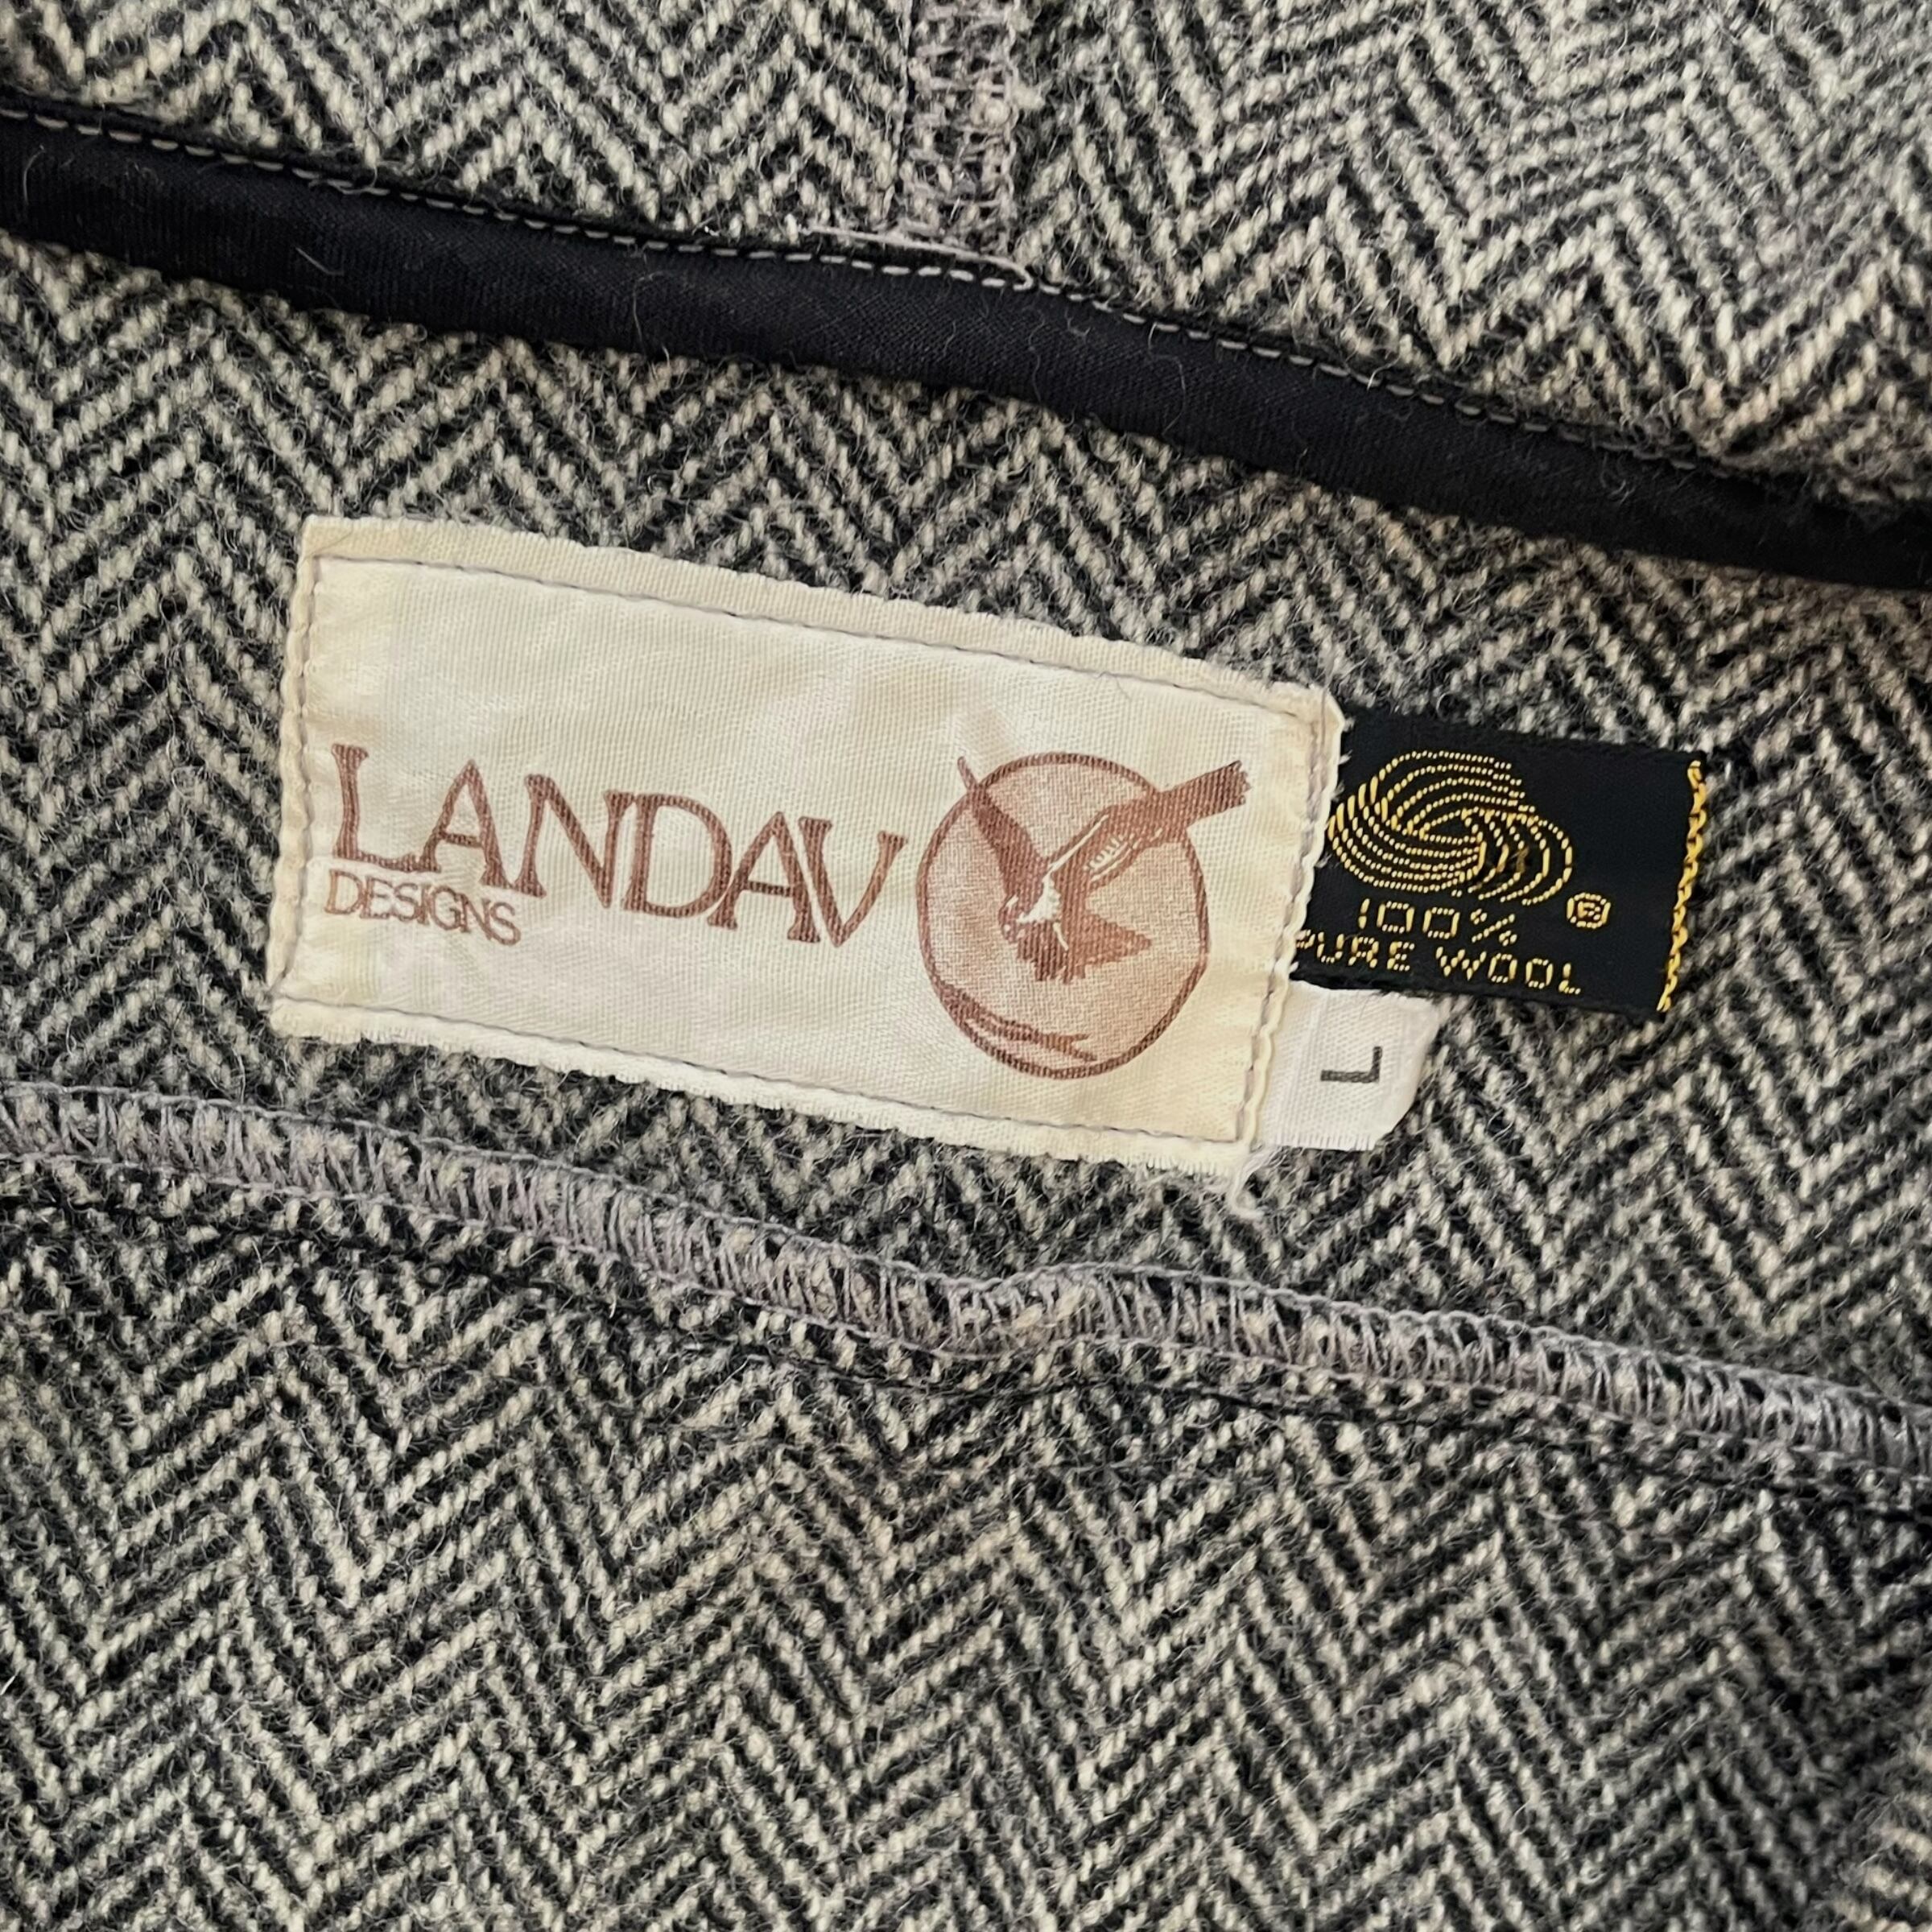 LANDAV
DESIGNS
®
100%
PURE WOOL
L